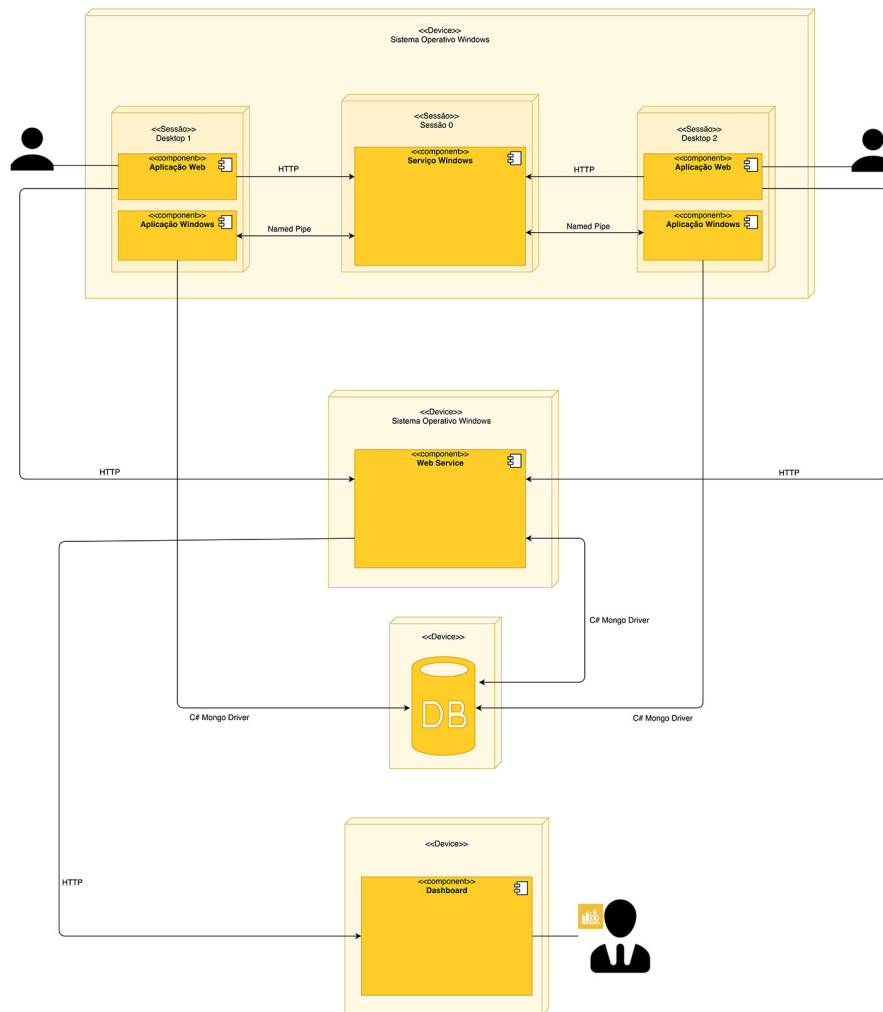 <<Device>>
Sistema Operativo Windows
<<Sessão>>
Desktop 1
<<component>>
Aplicação Web
<<component>>
Aplicação Windows
HTTP
Named Pipe
<<Sessão>>
Sessão 0
<<component>>
Serviço Windows
HTTP
Named Pipe
<<Sessão>>
Desktop 2
<<component>>
Aplicação Web
<<component>>
Aplicação Windows
<<Device>>
Sistema Operativo Windows
<<component>>
Web Service
HTTP
HTTP
C# Mongo Driver
<<Device>>
DB
C# Mongo Driver
C# Mongo Driver
<<Device>>
<<component>>
Dashboard
HTTP